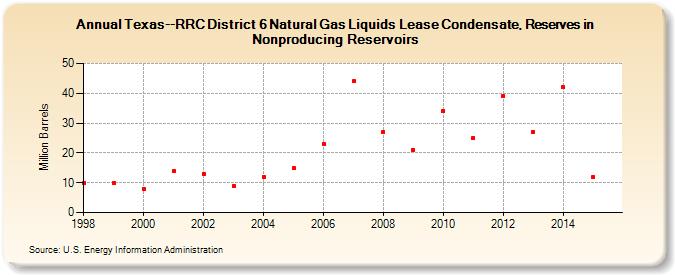 Annual Texas--RRC District 6 Natural Gas Liquids Lease Condensate, Reserves in
Nonproducing Reservoirs
Million Barrels
50
40
30
20
10
0
1998 2000 2002 2004 2006 2008 2010 2012 2014
Source: U.S. Energy Information Administration